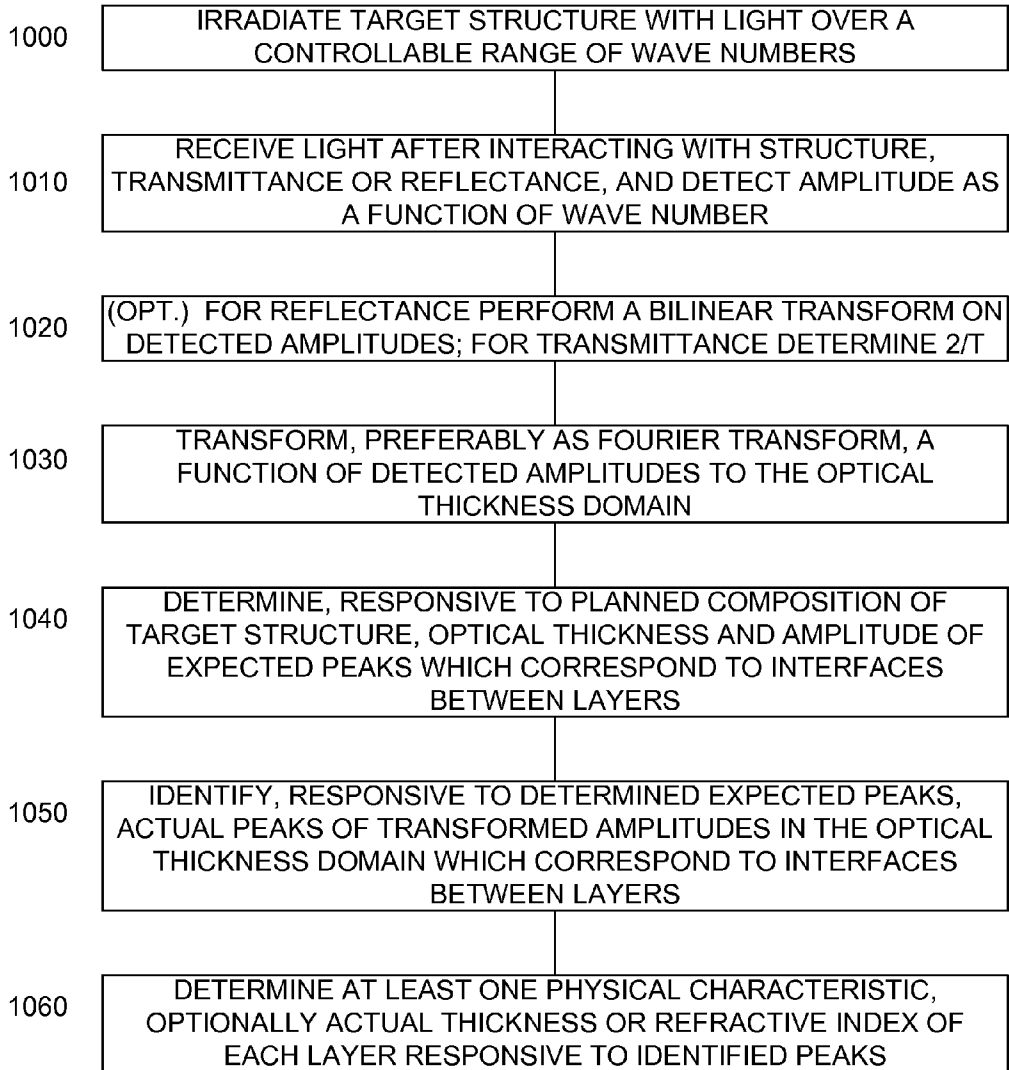 1000
IRRADIATE TARGET STRUCTURE WITH LIGHT OVER A
CONTROLLABLE RANGE OF WAVE NUMBERS
1010
RECEIVE LIGHT AFTER INTERACTING WITH STRUCTURE,
TRANSMITTANCE OR REFLECTANCE, AND DETECT AMPLITUDE AS
A FUNCTION OF WAVE NUMBER
1020
(OPT.) FOR REFLECTANCE PERFORM A BILINEAR TRANSFORM ON
DETECTED AMPLITUDES; FOR TRANSMITTANCE DETERMINE 2/T
1030
TRANSFORM, PREFERABLY AS FOURIER TRANSFORM, A
FUNCTION OF DETECTED AMPLITUDES TO THE OPTICAL
THICKNESS DOMAIN
1040
DETERMINE, RESPONSIVE TO PLANNED COMPOSITION OF
TARGET STRUCTURE, OPTICAL THICKNESS AND AMPLITUDE OF
EXPECTED PEAKS WHICH CORRESPOND TO INTERFACES
BETWEEN LAYERS
1050
IDENTIFY, RESPONSIVE TO DETERMINED EXPECTED PEAKS,
ACTUAL PEAKS OF TRANSFORMED AMPLITUDES IN THE OPTICAL
THICKNESS DOMAIN WHICH CORRESPOND TO INTERFACES
BETWEEN LAYERS
1060
DETERMINE AT LEAST ONE PHYSICAL CHARACTERISTIC,
OPTIONALLY ACTUAL THICKNESS OR REFRACTIVE INDEX OF
EACH LAYER RESPONSIVE TO IDENTIFIED PEAKS